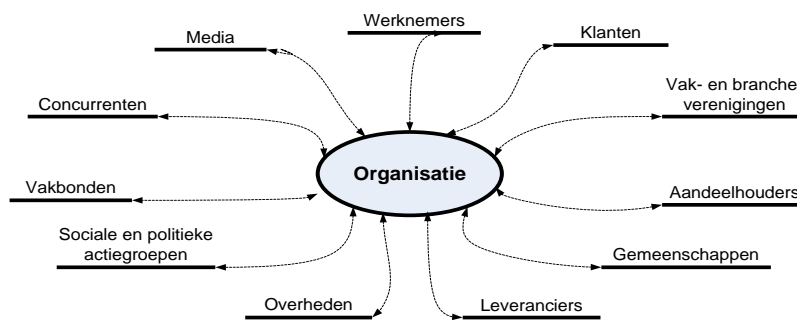 Werknemers
Media
Klanten
Vak- en branche
verenigingen
Concurrenten
Organisatie
Vakbonden
Aandeelhouders
Sociale en politieke
actiegroepen
Gemeenschappen
Overheden
Leveranciers